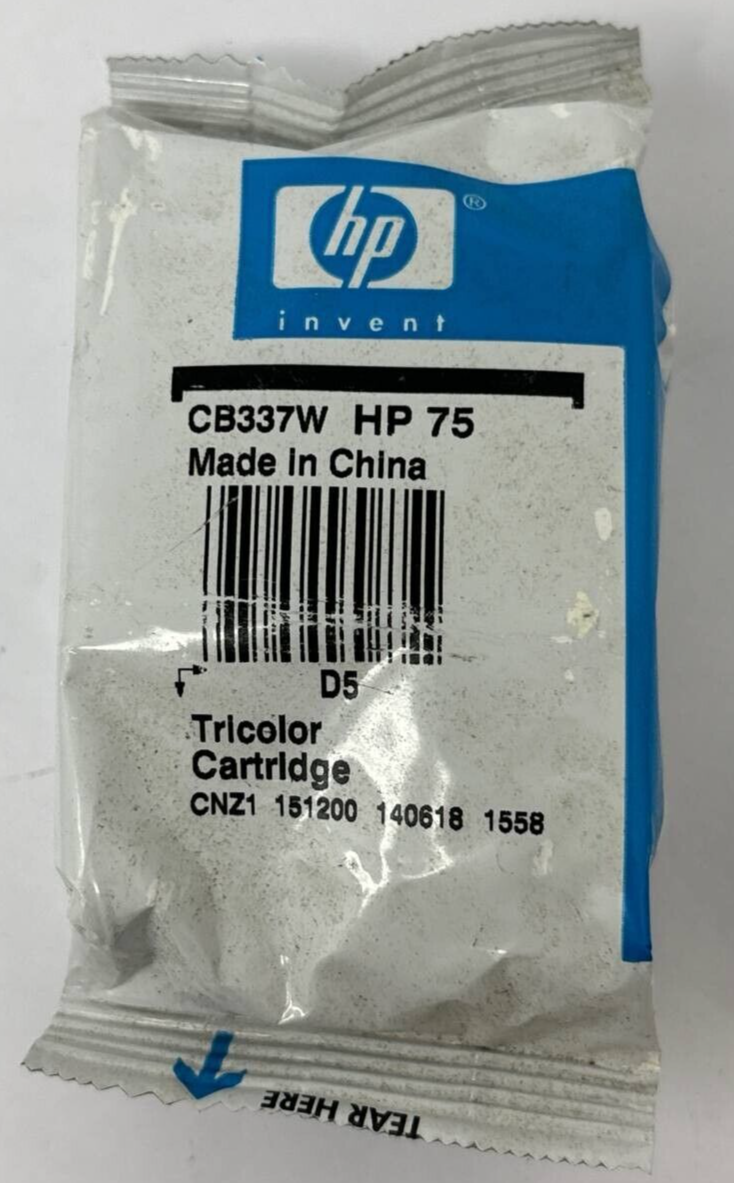 hp®
invent
CB337W HP 75
Made in China
D5
Tricolor
Cartridge
CNZ1 151200 140618 1558
TEAR HERE